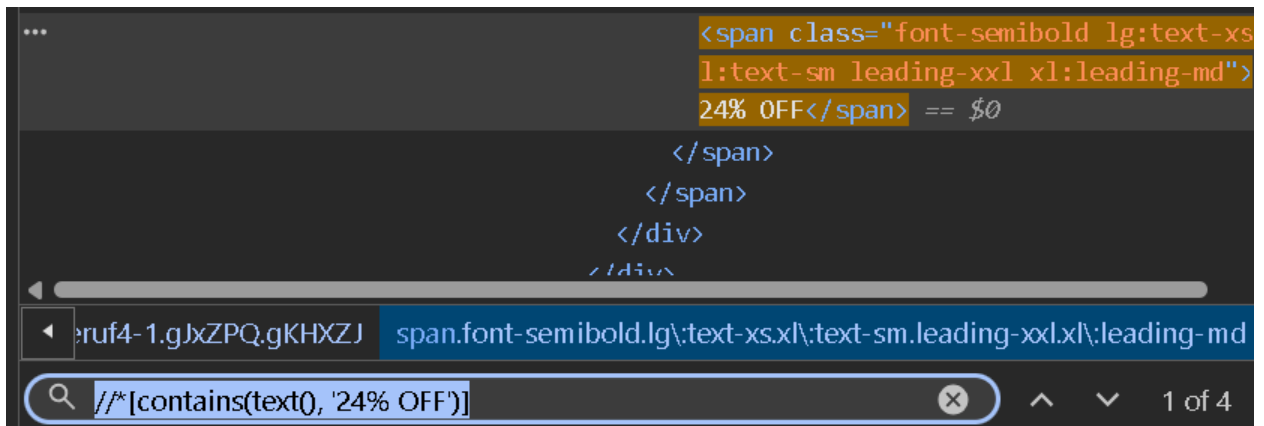 ...
<span class="font-semibold lg:text-xs
l:text-sm leading-xxl xl:leading-md">
24% OFF</span> == $0
</span>
</span>
</div>
</div>
eruf4-1.gJxZPQ.gKHXZJ span.font-semibold.lg\:text-xs.xl\:text-sm.leading-xxl.xl\:leading-md
//*[contains(text(), '24% OFF')] 1 of 4